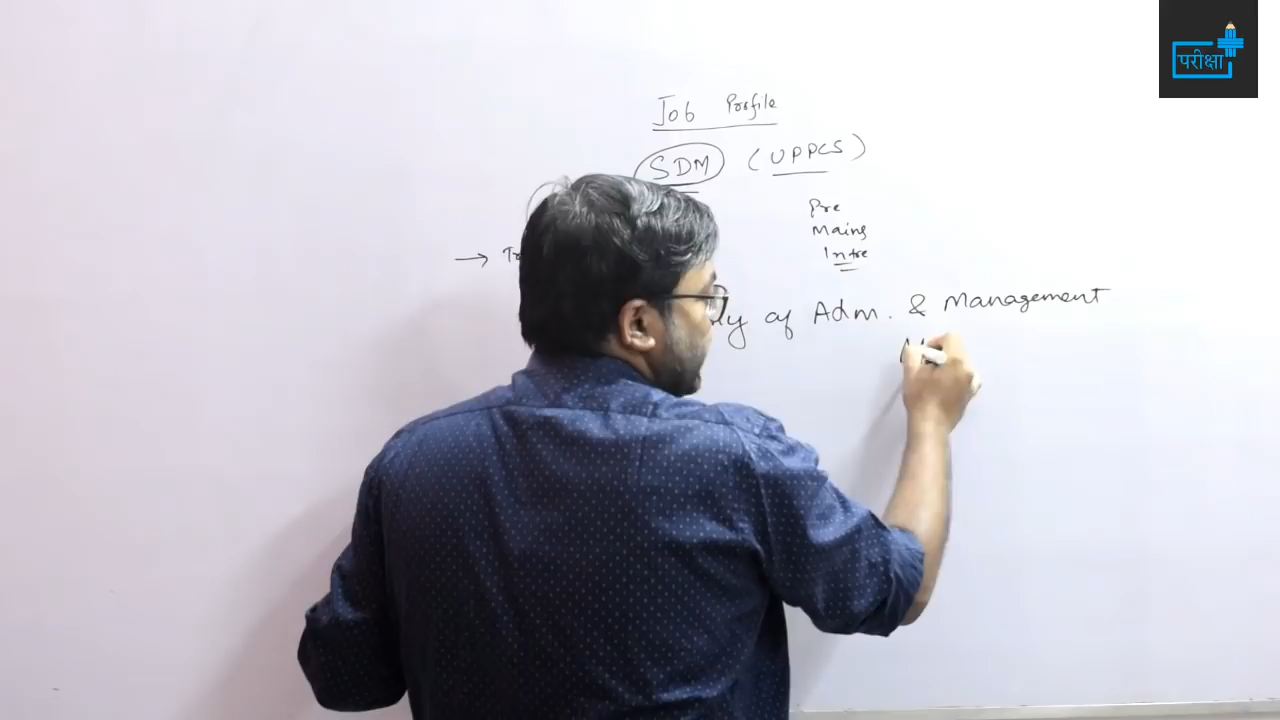 परीक्षा
Job Profile
SDM (UPPCS)
Pre
Mains
Intre
→
of Adm. & Management